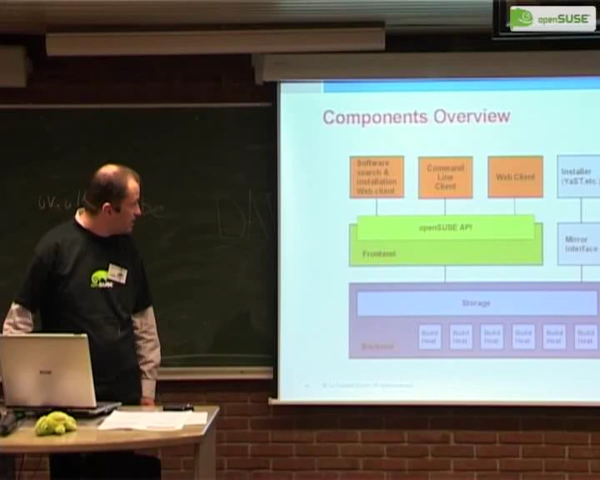 openSUSE
Components Overview
Software
search &
installation
Web client
Command
Line
Client
Web Client
Installer
(YaST,etc.)
openSUSE API
Frontend
Mirror
Interface
Storage
Build
Host
Build
Host
Build
Host
Build
Host
Build
Host
Build
Host
Backend
SUSE